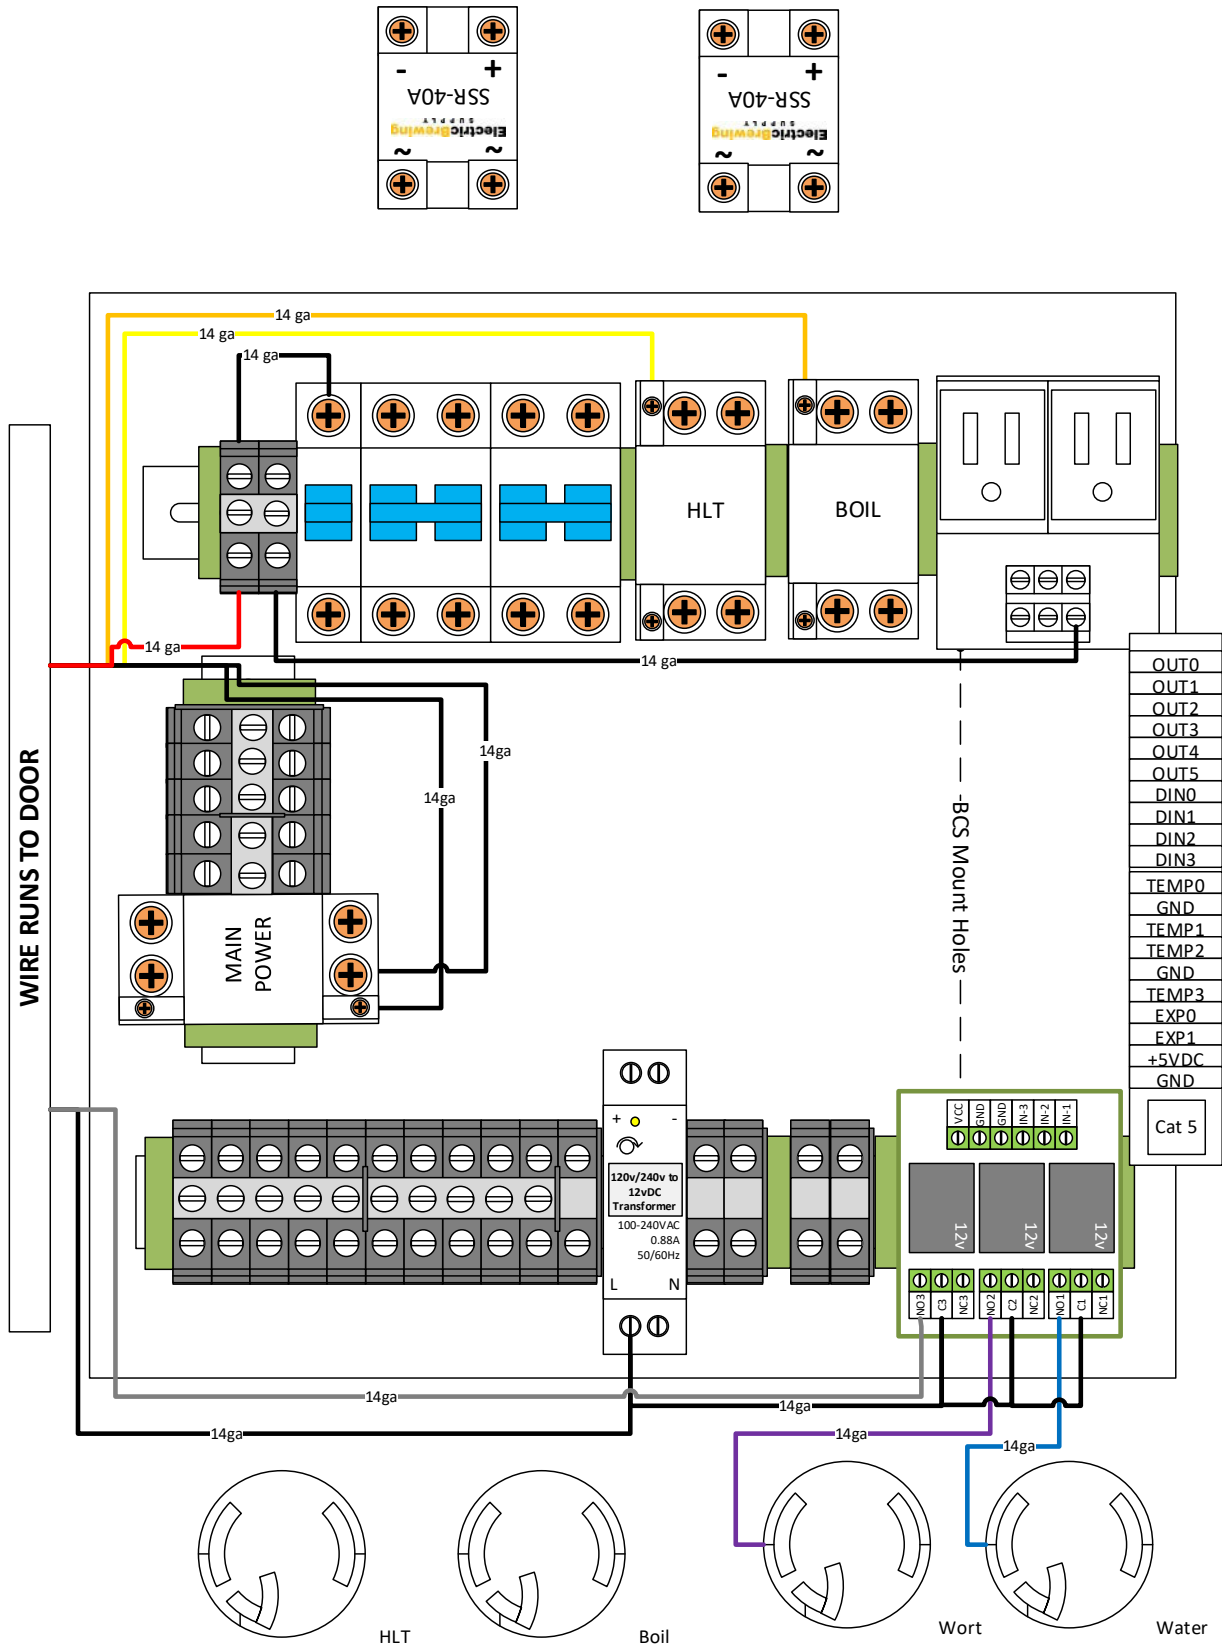 - +
SSR-40A
SUPPLY
ElectricBrewing
~ ~
- +
SSR-40A
SUPPLY
ElectricBrewing
~ ~
14 ga
14 ga
14 ga
HLT
BOIL
14 ga
14 ga
WIRE RUNS TO DOOR
14ga
14ga
MAIN
POWER
BCS Mount Holes
OUT0
OUT1
OUT2
OUT3
OUT4
OUT5
DIN0
DIN1
DIN2
DIN3
TEMP0
GND
TEMP1
TEMP2
GND
TEMP3
EXP0
EXP1
+5VDC
GND
Cat 5
+ -
120v/240v to
12vDC
Transformer
100-240VAC
0.88A
50/60Hz
L N
VCC
GND
GND
IN-3
IN-2
IN-1
12v
12v
12v
NO3
C3
NC3
NO2
C2
NC2
NO1
C1
NC1
14ga
14ga
14ga
14ga
14ga
HLT
Boil
Wort
Water